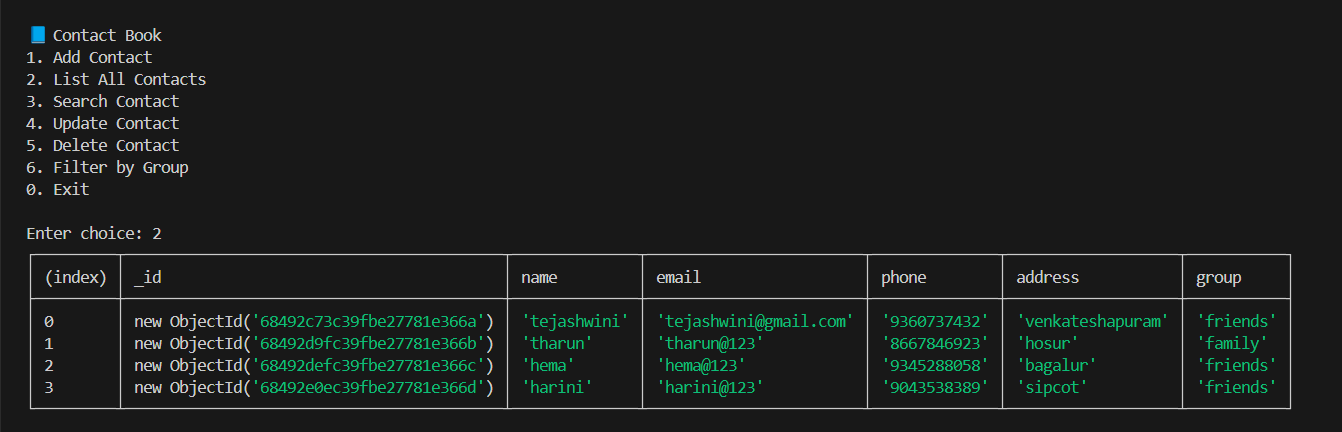 📘 Contact Book
1. Add Contact
2. List All Contacts
3. Search Contact
4. Update Contact
5. Delete Contact
6. Filter by Group
0. Exit
Enter choice: 2
(index) _id name email phone address group
0 new ObjectId('68492c73c39fbe27781e366a') 'tejashwini' 'tejashwini@gmail.com' '9360737432' 'venkateshapuram' 'friends'
1 new ObjectId('68492d9fc39fbe27781e366b') 'tharun' 'tharun@123' '8667846923' 'hosur' 'family'
2 new ObjectId('68492defc39fbe27781e366c') 'hema' 'hema@123' '9345288058' 'bagalur' 'friends'
3 new ObjectId('68492e0ec39fbe27781e366d') 'harini' 'harini@123' '9043538389' 'sipcot' 'friends'